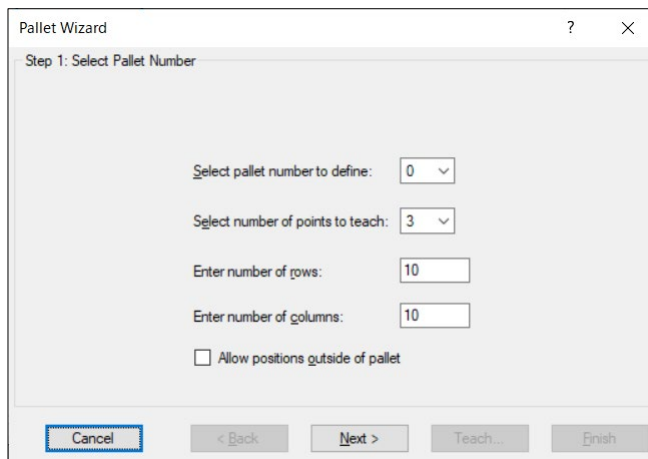 Pallet Wizard ?
Step 1: Select Pallet Number
Select pallet number to define: 0
Select number of points to teach: 3
Enter number of rows: 10
Enter number of columns: 10
Allow positions outside of pallet
Cancel < Back Next > Teach... Finish